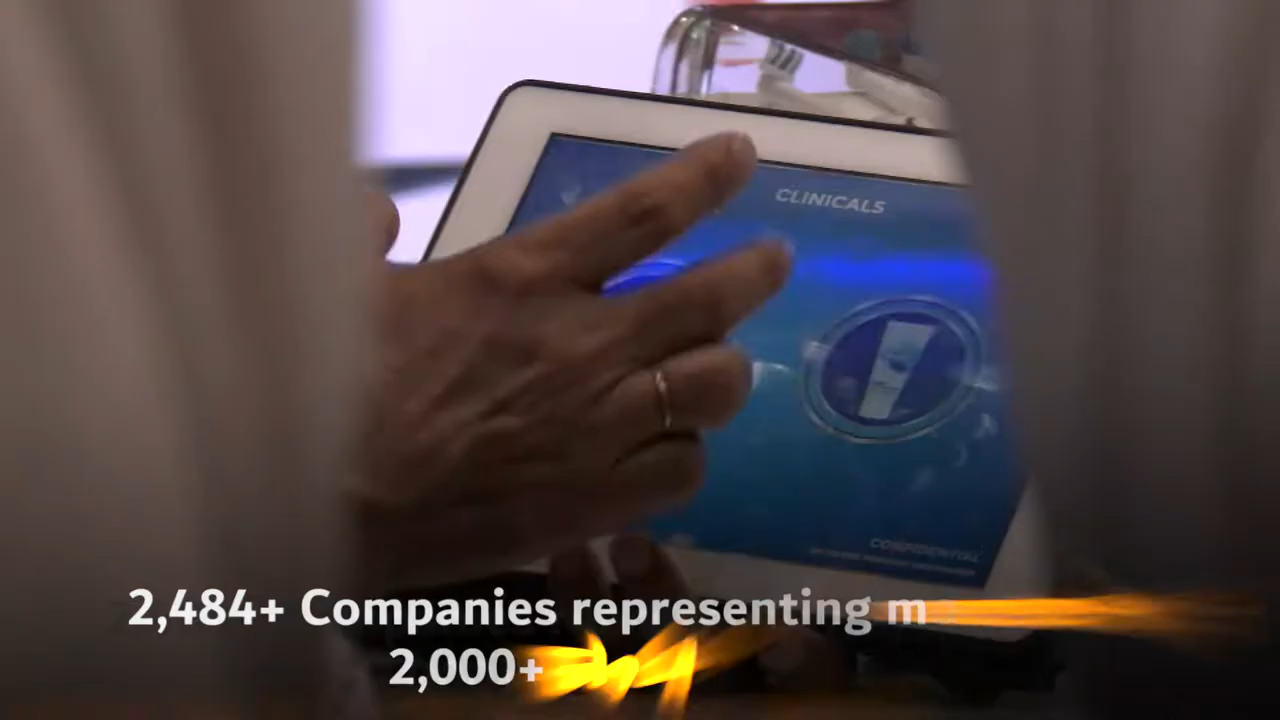 CLINICALS
CONFIDENTIAL
2,484+ Companies representing m
2,000+